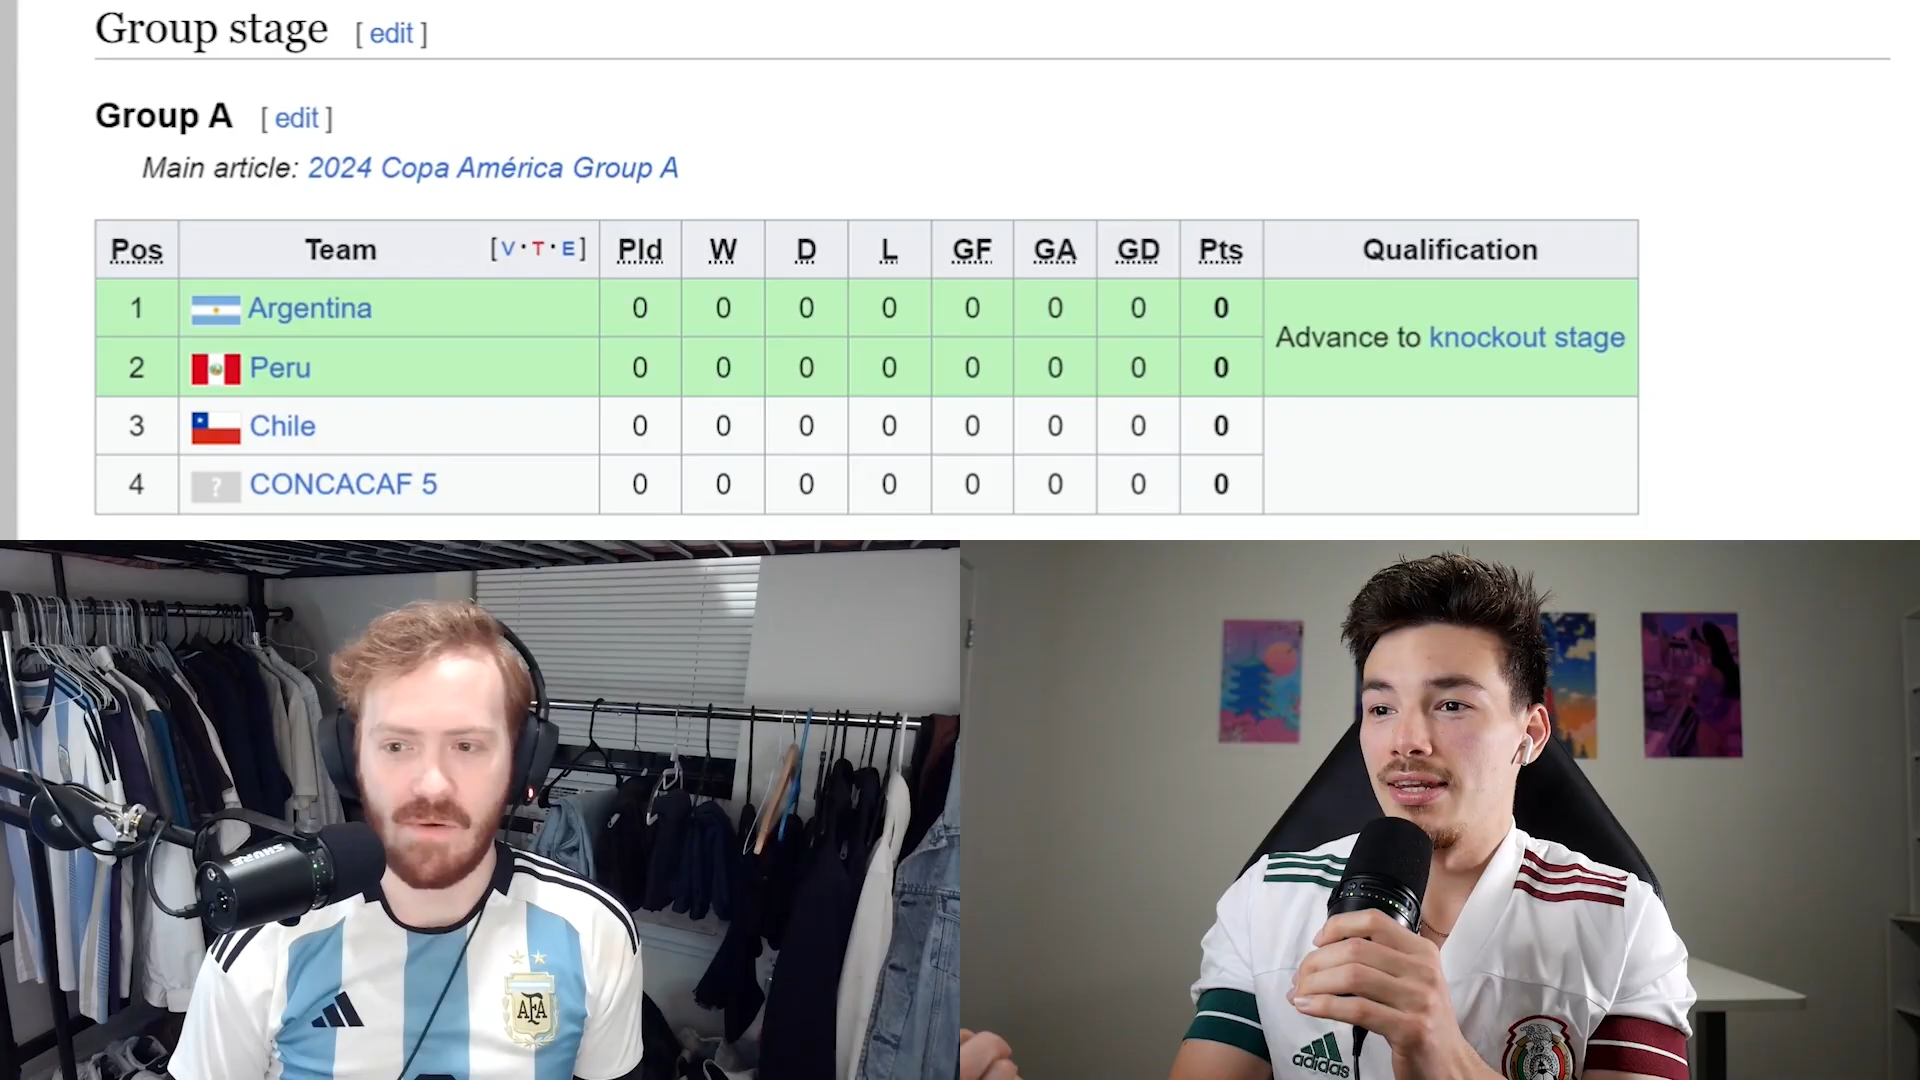 Group stage [ edit ]
Group A [ edit ]
Main article: 2024 Copa América Group A
Pos Team [V·T·E] Pld W D L GF GA GD Pts Qualification
1 Argentina 0 0 0 0 0 0 0 0 Advance to knockout stage
2 Peru 0 0 0 0 0 0 0 0
3 Chile 0 0 0 0 0 0 0 0
4 ? CONCACAF 5 0 0 0 0 0 0 0 0
SHURE
AFA
adidas